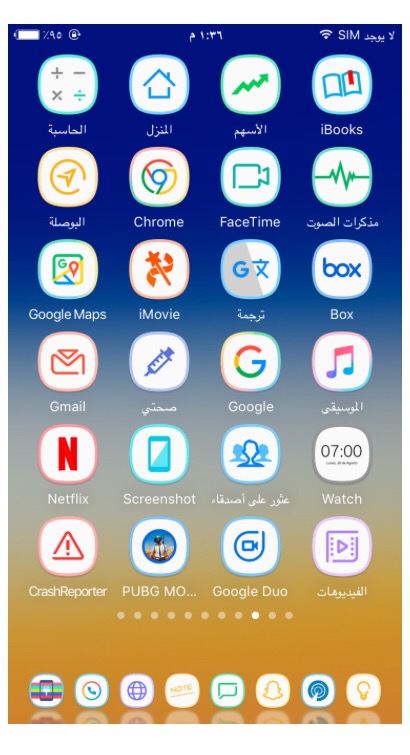 لا يوجد SIM ١:٣٦ م ٪٩٥
iBooks الأسهم المنزل الحاسبة
مذكرات الصوت FaceTime Chrome البوصلة
box
Box ترجمة iMovie Google Maps
الموسيقى Google صحتي Gmail
07:00
Watch عثور على أصدقاء Screenshot Netflix
الفيديوهات Google Duo PUBG MO... CrashReporter
NOTE